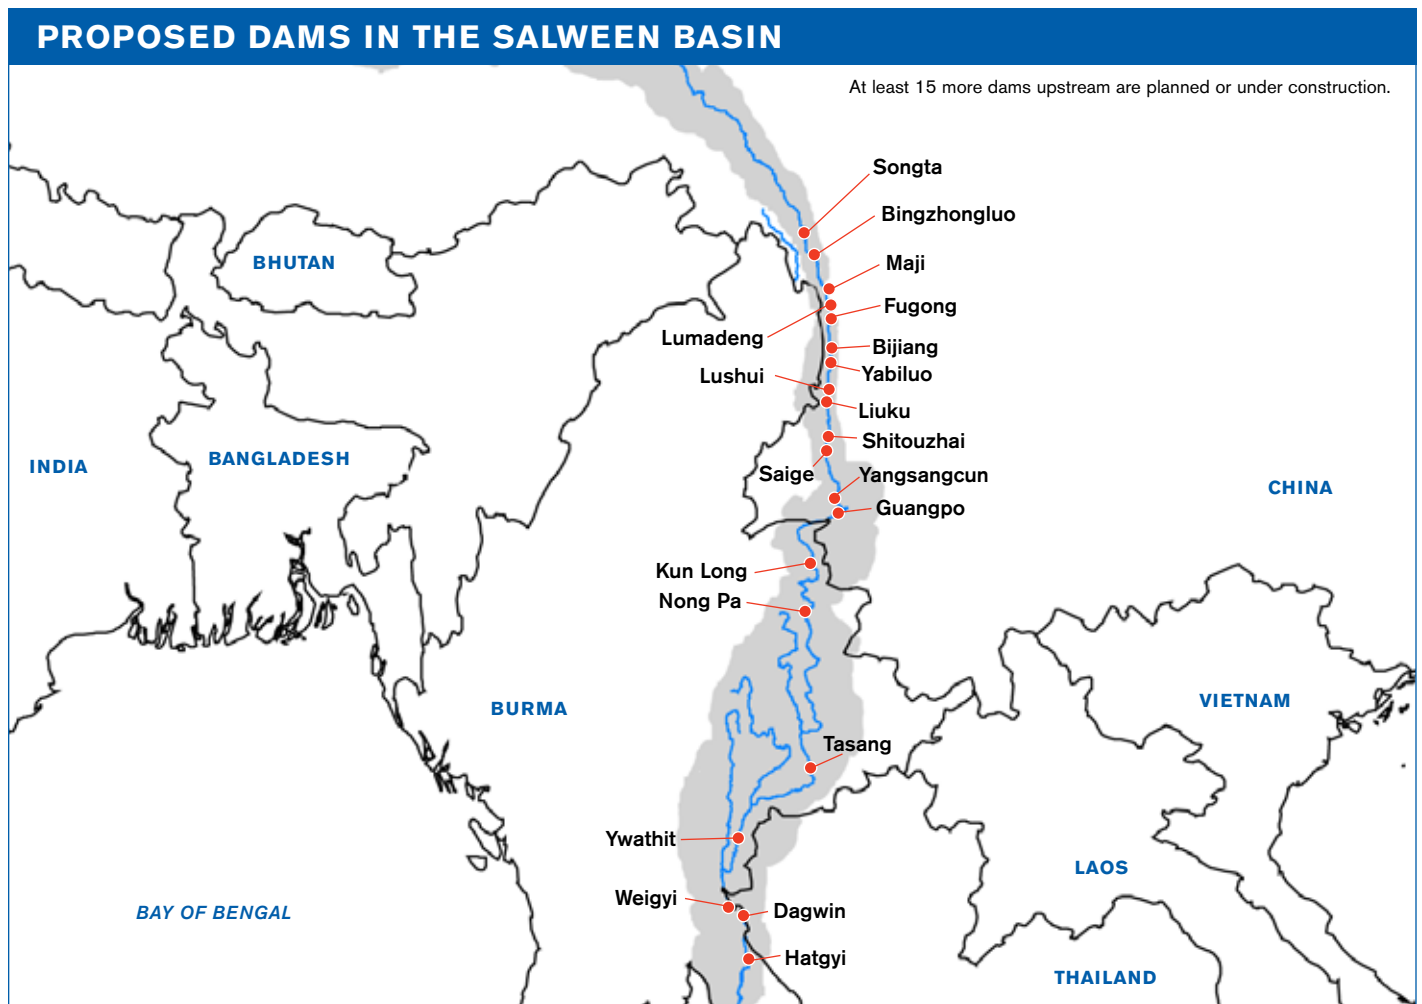 PROPOSED DAMS IN THE SALWEEN BASIN
At least 15 more dams upstream are planned or under construction.
Songta
Bingzhongluo
BHUTAN
Maji
Fugong
Lumadeng
Bijiang
Yabiluo
Lushui
Liuku
Shitouzhai
INDIA
BANGLADESH
Saige
Yangsangcun
CHINA
Guangpo
Kun Long
Nong Pa
BURMA
VIETNAM
Tasang
Ywathit
LAOS
Weigyi
BAY OF BENGAL
Dagwin
Hatgyi
THAILAND